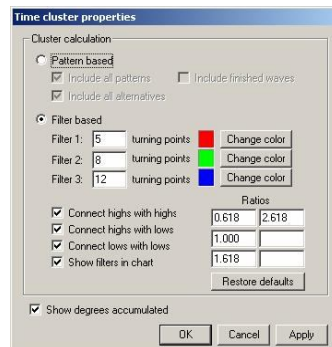 Time cluster properties
Cluster calculation
Pattern based
Include all patterns Include finished waves
Include all alternatives
Filter based
Filter 1: 5 turning points Change color
Filter 2: 8 turning points Change color
Filter 3: 12 turning points Change color
Ratios
Connect highs with highs 0.618 2.618
Connect highs with lows 1.000
Connect lows with lows
Show filters in chart 1.618
Restore defaults
Show degrees accumulated
OK Cancel Apply